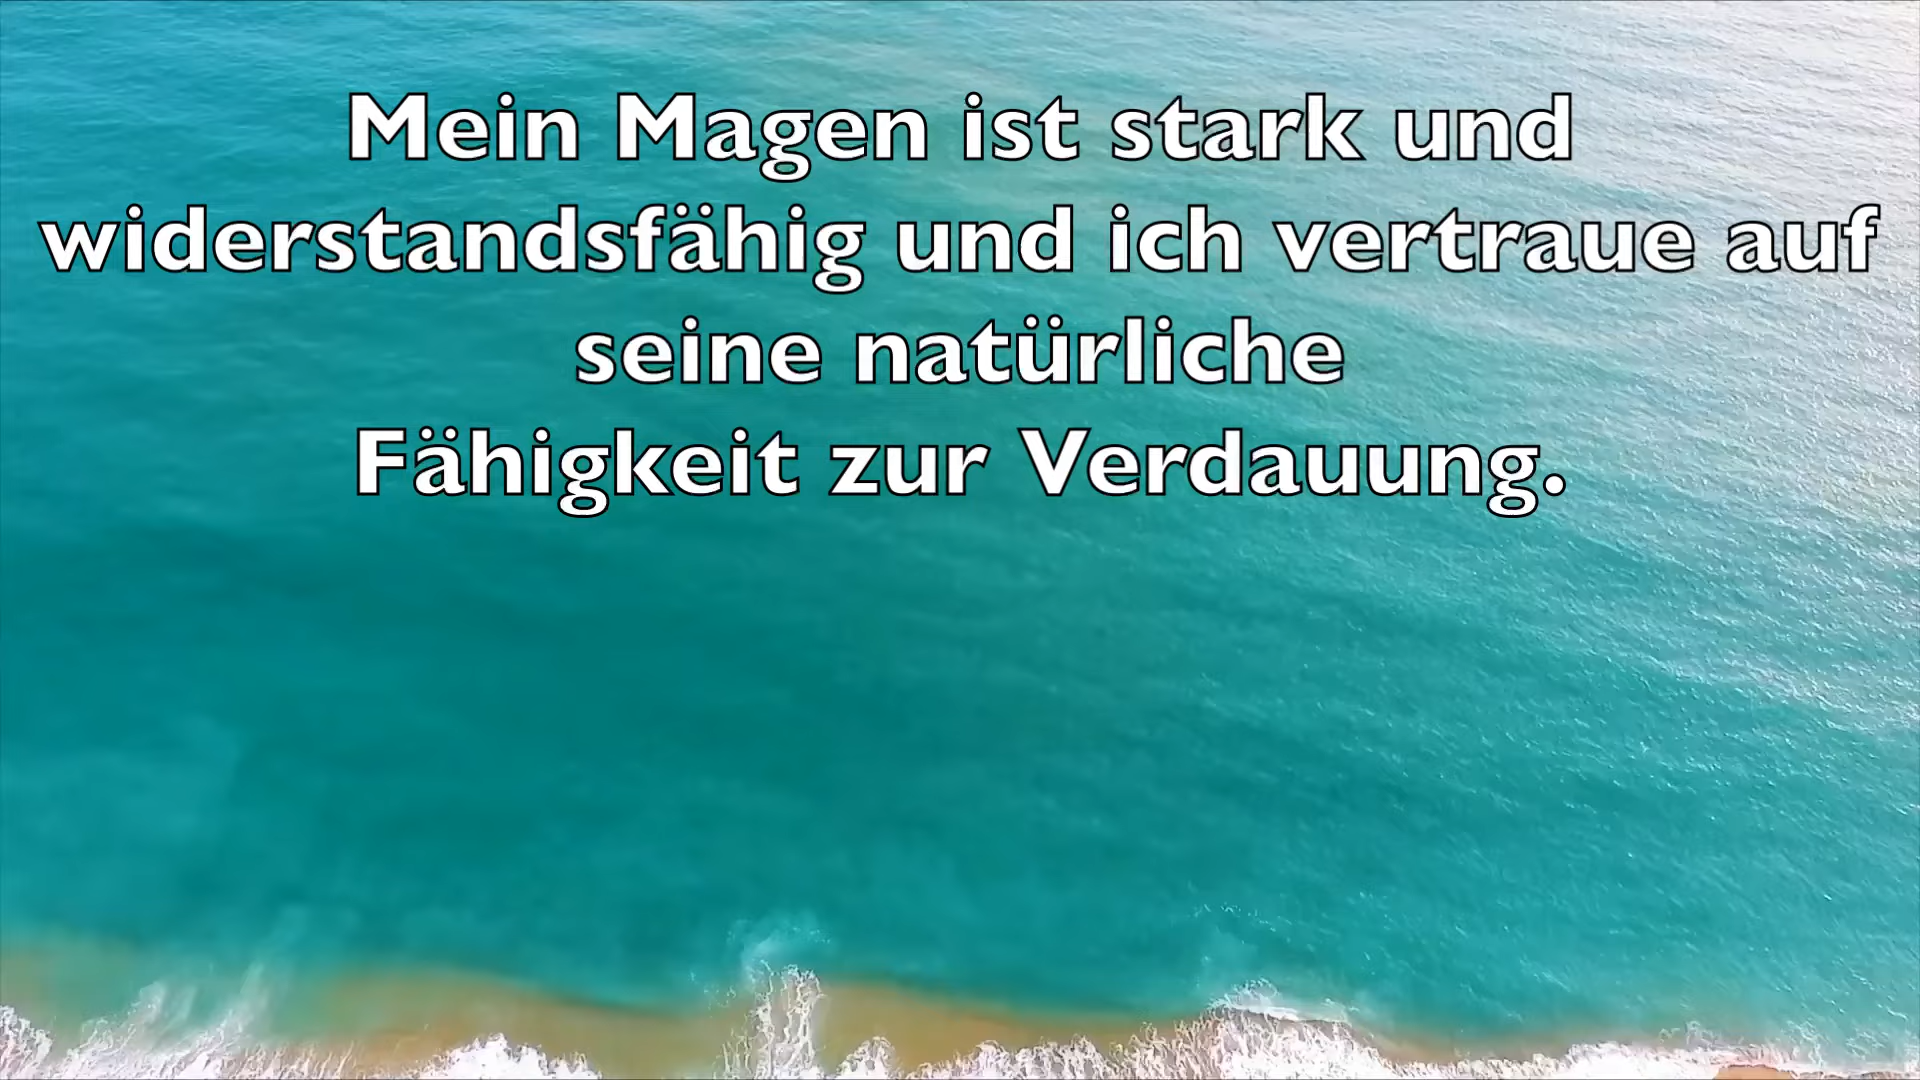 Mein Magen ist stark und
widerstandsfähig und ich vertraue auf
seine natürliche
Fähigkeit zur Verdauung.